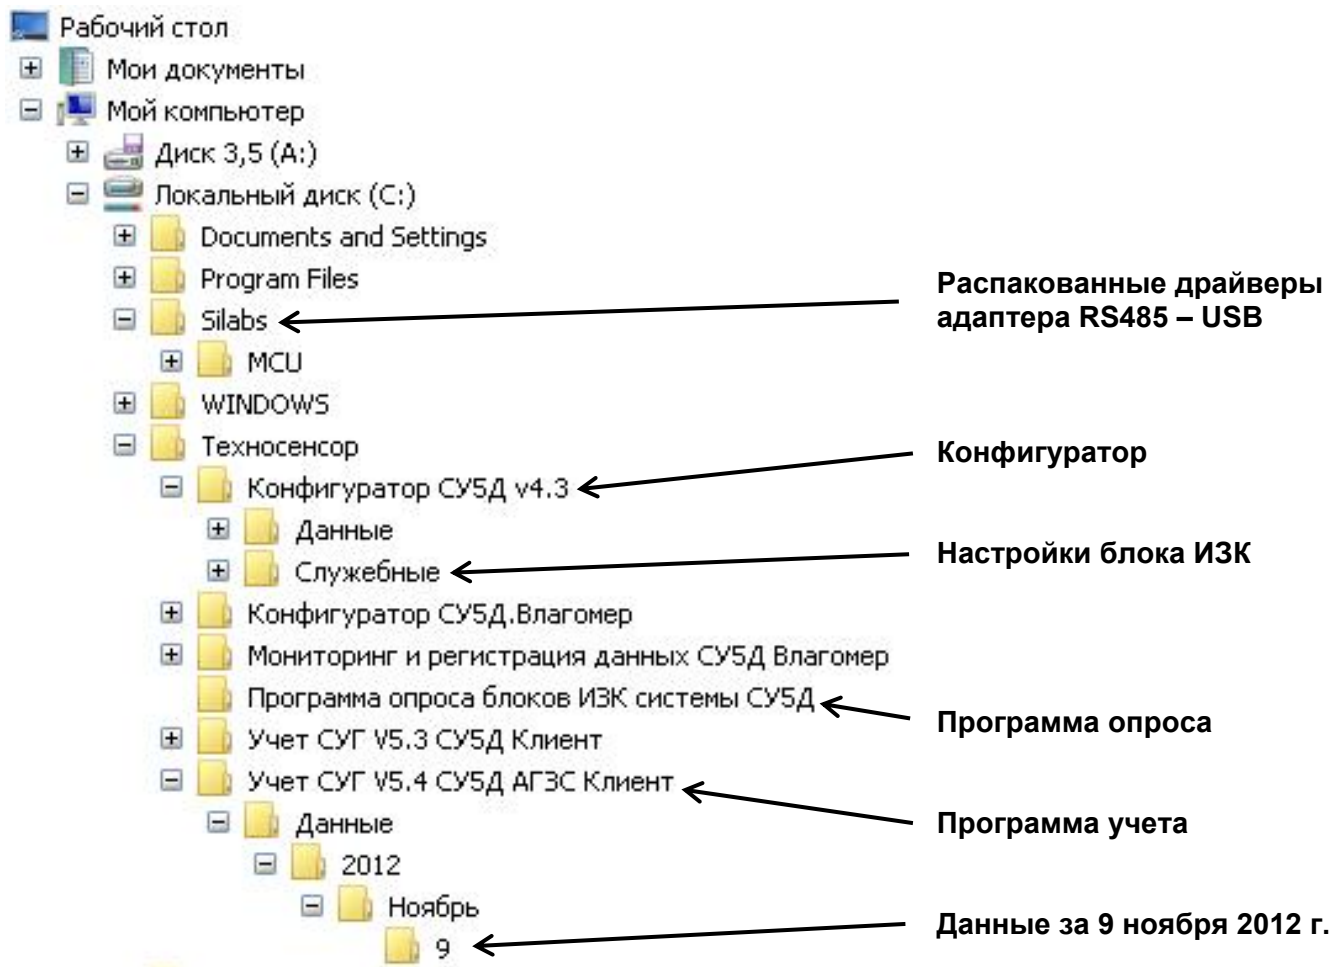 Рабочий стол
Мои документы
Мой компьютер
Диск 3,5 (A:)
Локальный диск (C:)
Documents and Settings
Program Files
Silabs
MCU
WINDOWS
Техносенсор
Конфигуратор СУ5Д v4.3
Данные
Служебные
Конфигуратор СУ5Д.Влагомер
Мониторинг и регистрация данных СУ5Д Влагомер
Программа опроса блоков ИЗК системы СУ5Д
Учет СУГ V5.3 СУ5Д Клиент
Учет СУГ V5.4 СУ5Д АГЗС Клиент
Данные
2012
Ноябрь
9
Распакованные драйверы
адаптера RS485 – USB
Конфигуратор
Настройки блока ИЗК
Программа опроса
Программа учета
Данные за 9 ноября 2012 г.